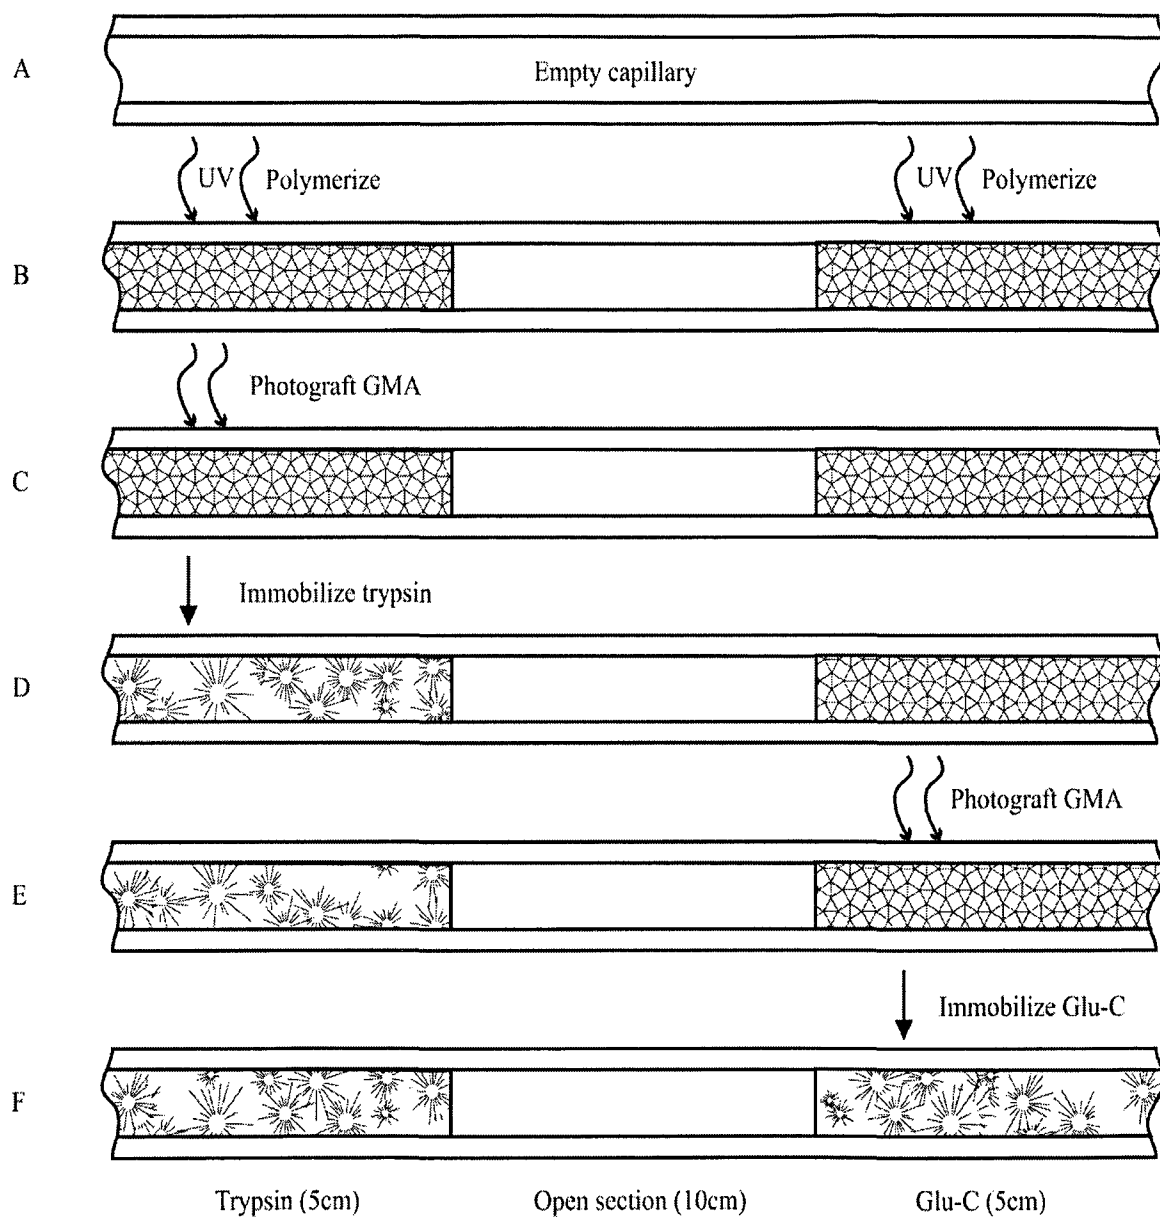 A
Empty capillary
UV Polymerize UV Polymerize
B
Photograft GMA
C
Immobilize trypsin
D
Photograft GMA
E
Immobilize Glu-C
F
Trypsin (5cm) Open section (10cm) Glu-C (5cm)